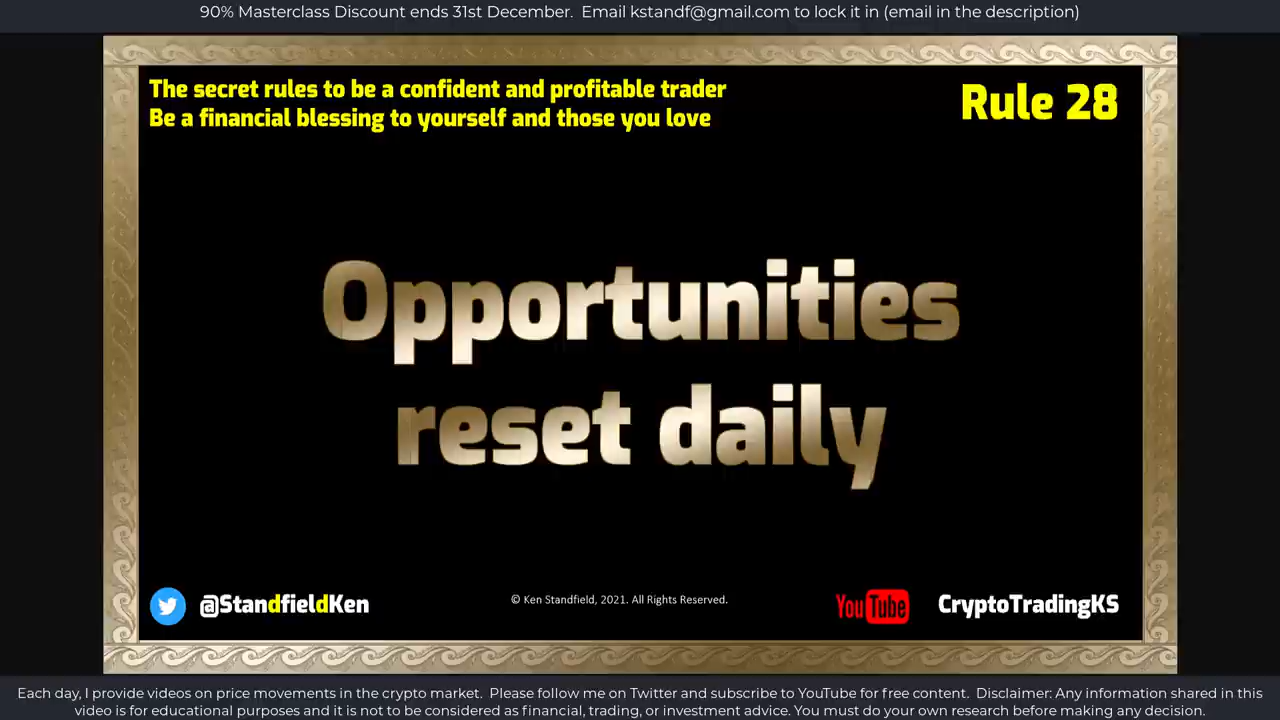 90% Masterclass Discount ends 31st December. Email kstandf@gmail.com to lock it in (email in the description)
The secret rules to be a confident and profitable trader
Be a financial blessing to yourself and those you love
Rule 28
Opportunities
reset daily
@StandfieldKen
© Ken Standfield, 2021. All Rights Reserved.
YouTube
CryptoTradingKS
Each day, I provide videos on price movements in the crypto market. Please follow me on Twitter and subscribe to YouTube for free content. Disclaimer: Any information shared in this
video is for educational purposes and it is not to be considered as financial, trading, or investment advice. You must do your own research before making any decision.